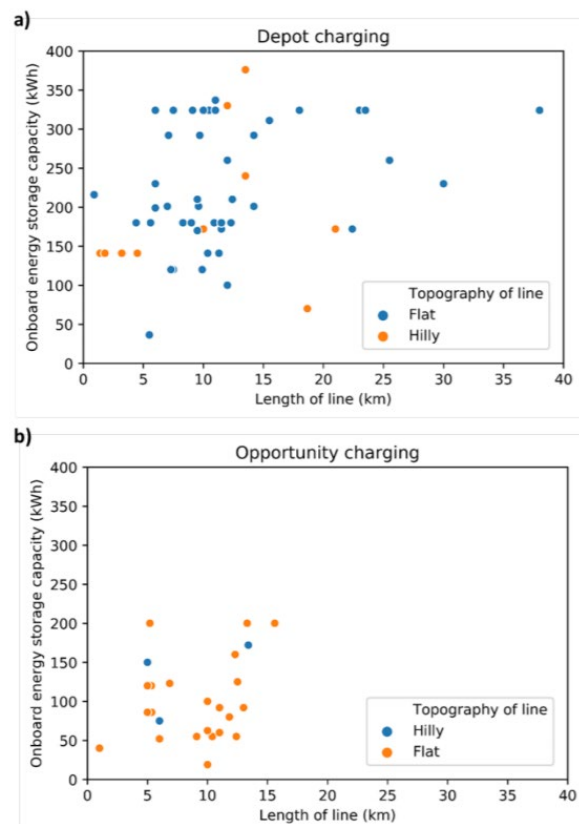 a)
Depot charging
400
350
300
250
200
150
100
50
0
Onboard energy storage capacity (kWh)
Topography of line
Flat
Hilly
0 5 10 15 20 25 30 35 40
Length of line (km)
b)
Opportunity charging
400
350
300
250
200
150
100
50
0
Onboard energy storage capacity (kWh)
Topography of line
Hilly
Flat
0 5 10 15 20 25 30 35 40
Length of line (km)